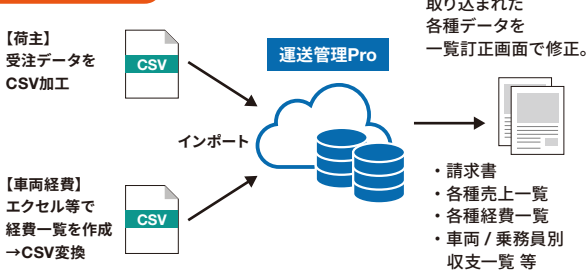 【荷主】
受注データを
CSV加工
CSV
【車両経費】
エクセル等で
経費一覧を作成
→CSV変換
CSV
インポート
運送管理Pro
取り込まれた
各種データを
一覧訂正画面で修正。
・請求書
・各種売上一覧
・各種経費一覧
・車両 / 乗務員別
収支一覧 等